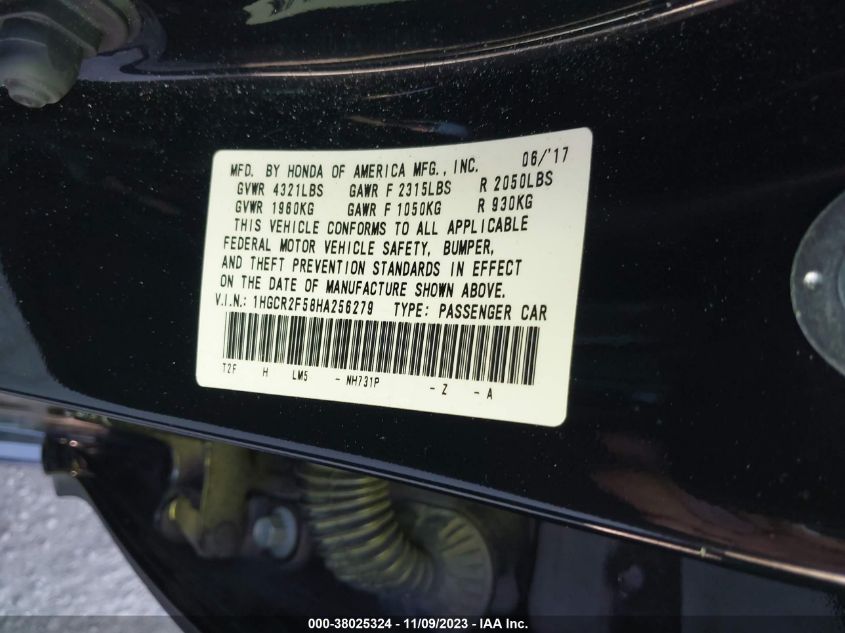 MFD. BY HONDA OF AMERICA MFG., INC. 06/'17
GVWR 4321LBS GAWR F 2315LBS R 2050LBS
GVWR 1960KG GAWR F 1050KG R 930KG
THIS VEHICLE CONFORMS TO ALL APPLICABLE
FEDERAL MOTOR VEHICLE SAFETY, BUMPER,
AND THEFT PREVENTION STANDARDS IN EFFECT
ON THE DATE OF MANUFACTURE SHOWN ABOVE.
V.I.N.: 1HGCR2F58HA256279 TYPE: PASSENGER CAR
T2F H LM5 - NH731P - Z - A
000-38025324 - 11/09/2023 - IAA Inc.